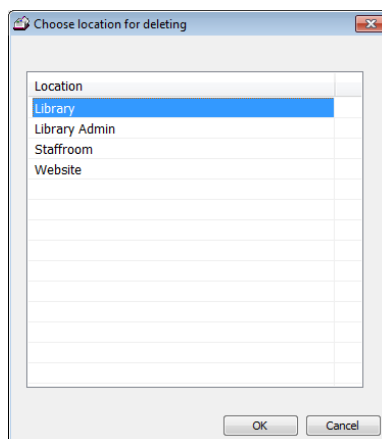 Choose location for deleting
Location
Library
Library Admin
Staffroom
Website
OK Cancel